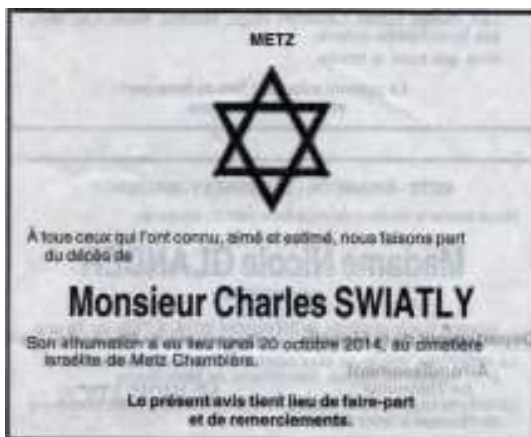 METZ
À tous ceux qui l'ont connu, aimé et estimé, nous faisons part
du décès de
Monsieur Charles SWIATLY
Son inhumation a eu lieu lundi 20 octobre 2014, au cimetière
israélite de Metz Chambière.
Le présent avis tient lieu de faire-part
et de remerciements.
Madame Nicole